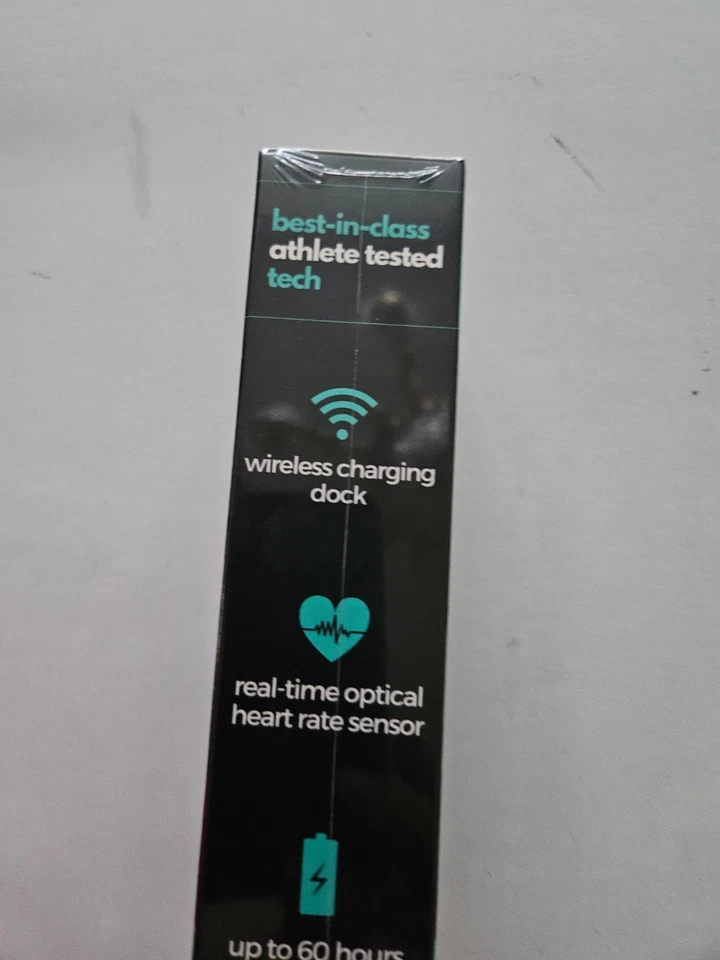 best-in-class
athlete tested
tech
wireless charging
dock
real-time optical
heart rate sensor
up to 60 hours